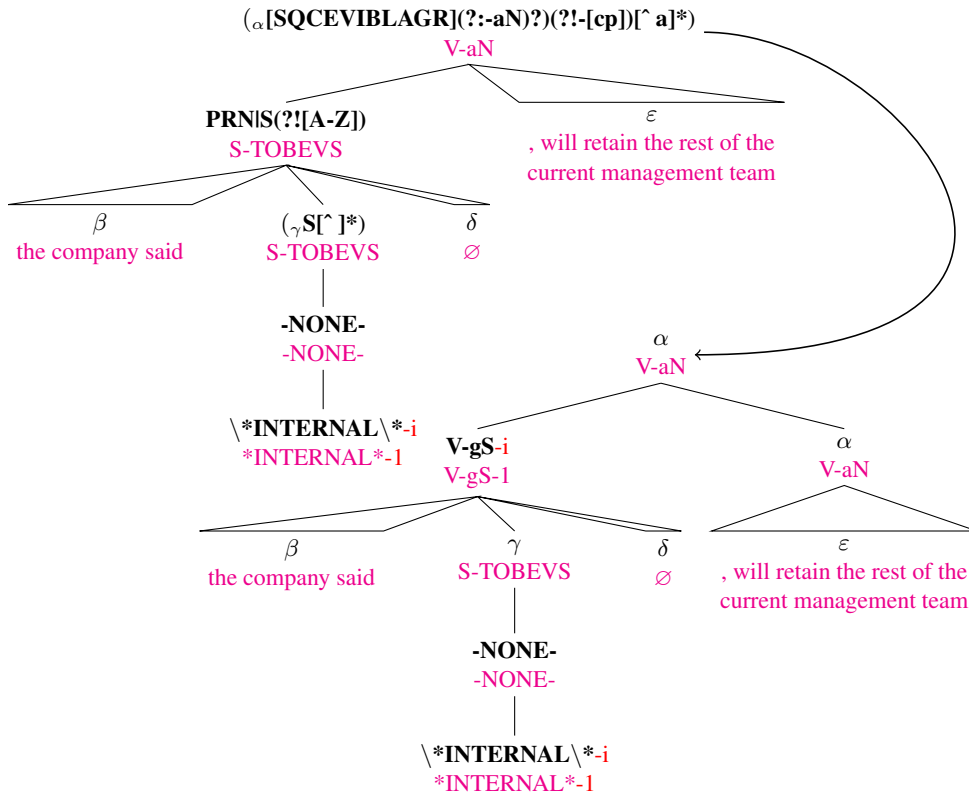 (α[SQCEVIBLAGR](?:-aN)?)(?!-[cp])[^ a]*)
V-aN
PRN|S(?![A-Z])
S-TOBEVS
ε
, will retain the rest of the
current management team
β
the company said
(γS[^ ]*)
S-TOBEVS
δ
∅
-NONE-
-NONE-
\*INTERNAL\*-i
*INTERNAL*-1
α
V-aN
V-gS-i
V-gS-1
α
V-aN
β
the company said
γ
S-TOBEVS
δ
∅
ε
, will retain the rest of the
current management team
-NONE-
-NONE-
\*INTERNAL\*-i
*INTERNAL*-1